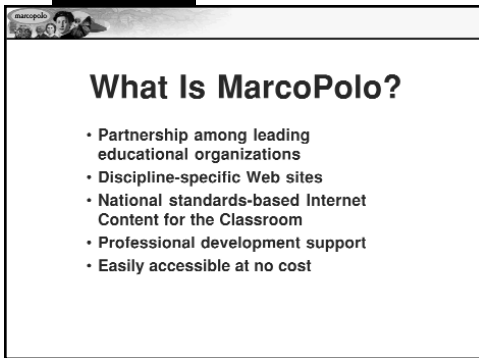 marcopolo
What Is MarcoPolo?
• Partnership among leading
educational organizations
• Discipline-specific Web sites
• National standards-based Internet
Content for the Classroom
• Professional development support
• Easily accessible at no cost